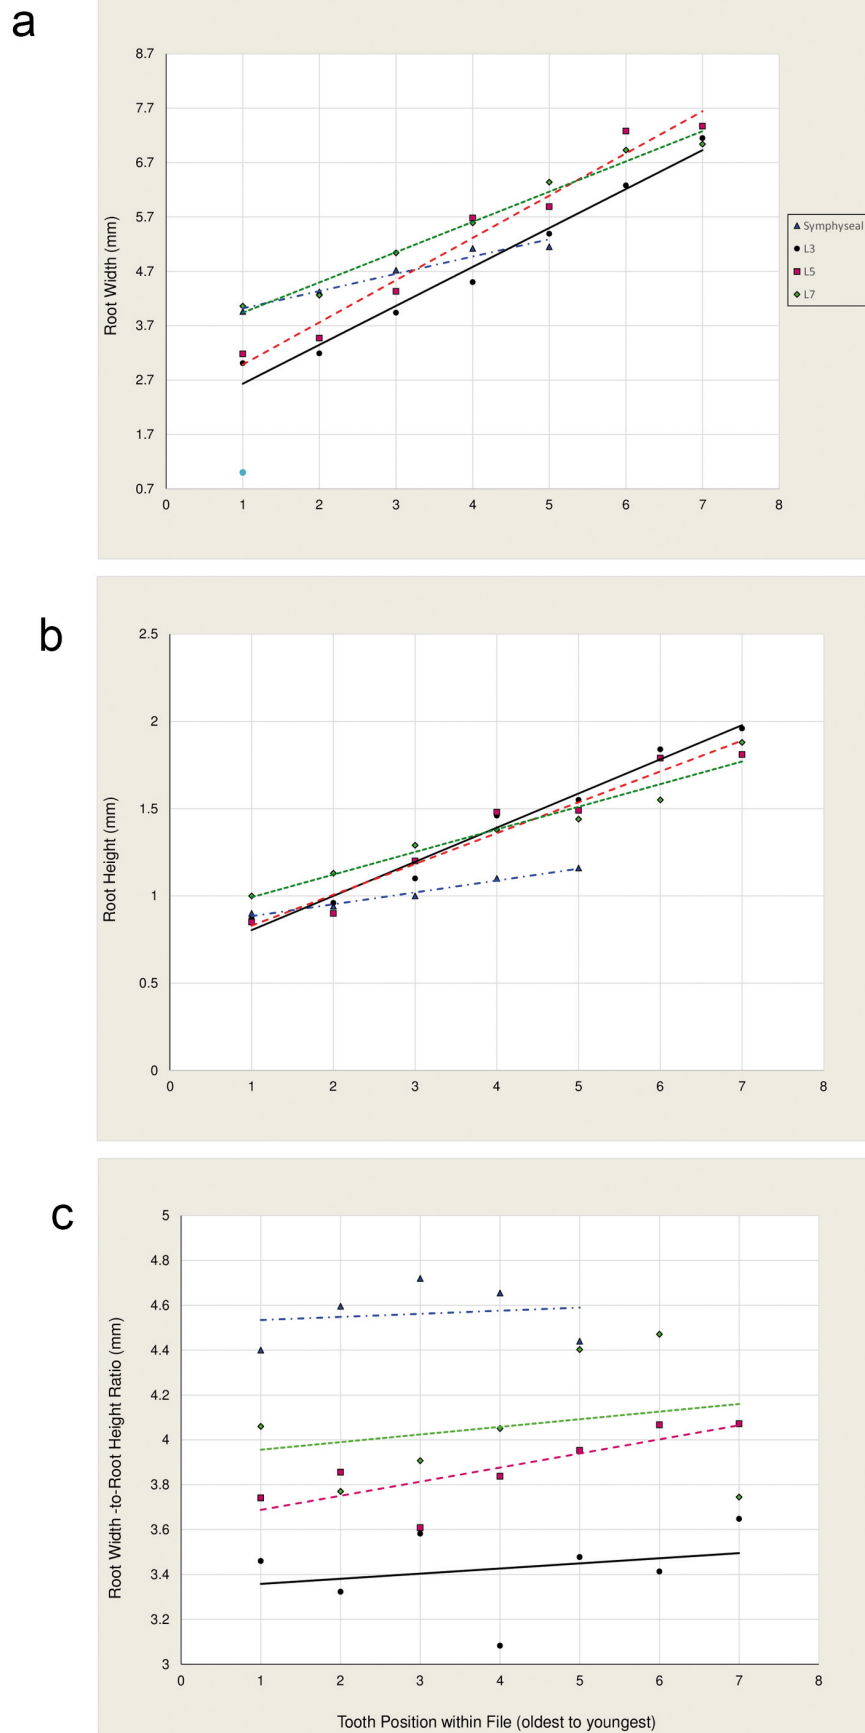 a
8.7
7.7
6.7
5.7
4.7
3.7
2.7
1.7
0.7
Root Width (mm)
0 1 2 3 4 5 6 7 8
Symphyseal
L3
L5
L7
b
2.5
2
1.5
1
0.5
0
Root Height (mm)
0 1 2 3 4 5 6 7 8
c
5
4.8
4.6
4.4
4.2
4
3.8
3.6
3.4
3.2
3
Root Width -to-Root Height Ratio (mm)
0 1 2 3 4 5 6 7 8
Tooth Position within File (oldest to youngest)